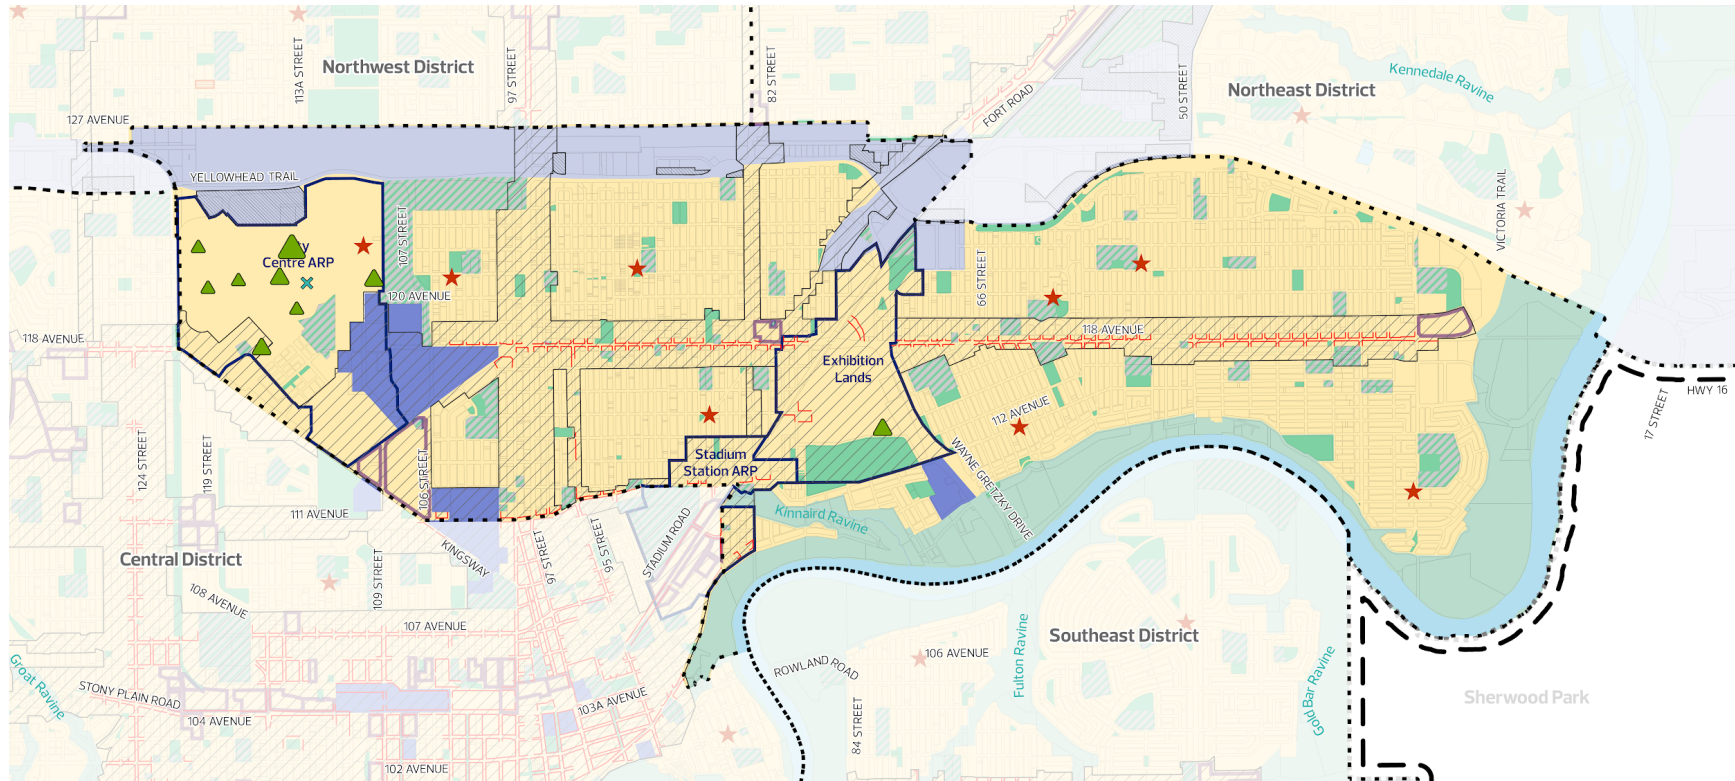 Northwest District
Northeast District
Kennedale Ravine
113A STREET
97 STREET
82 STREET
50 STREET
FORT ROAD
127 AVENUE
YELLOWHEAD TRAIL
VICTORIA TRAIL
107 STREET
Centre ARP
120 AVENUE
66 STREET
118 AVENUE
118 AVENUE
Exhibition
Lands
HWY 16
17 STREET
112 AVENUE
124 STREET
119 STREET
106 STREET
Stadium
Station ARP
WAYNE GRETZKY DRIVE
111 AVENUE
Kinnaird Ravine
KINGSWAY
97 STREET
95 STREET
STADIUM ROAD
Central District
109 STREET
108 AVENUE
107 AVENUE
Southeast District
Fulton Ravine
106 AVENUE
ROWLAND ROAD
Groat Ravine
STONY PLAIN ROAD
103A AVENUE
Gold Bar Ravine
Sherwood Park
104 AVENUE
84 STREET
102 AVENUE